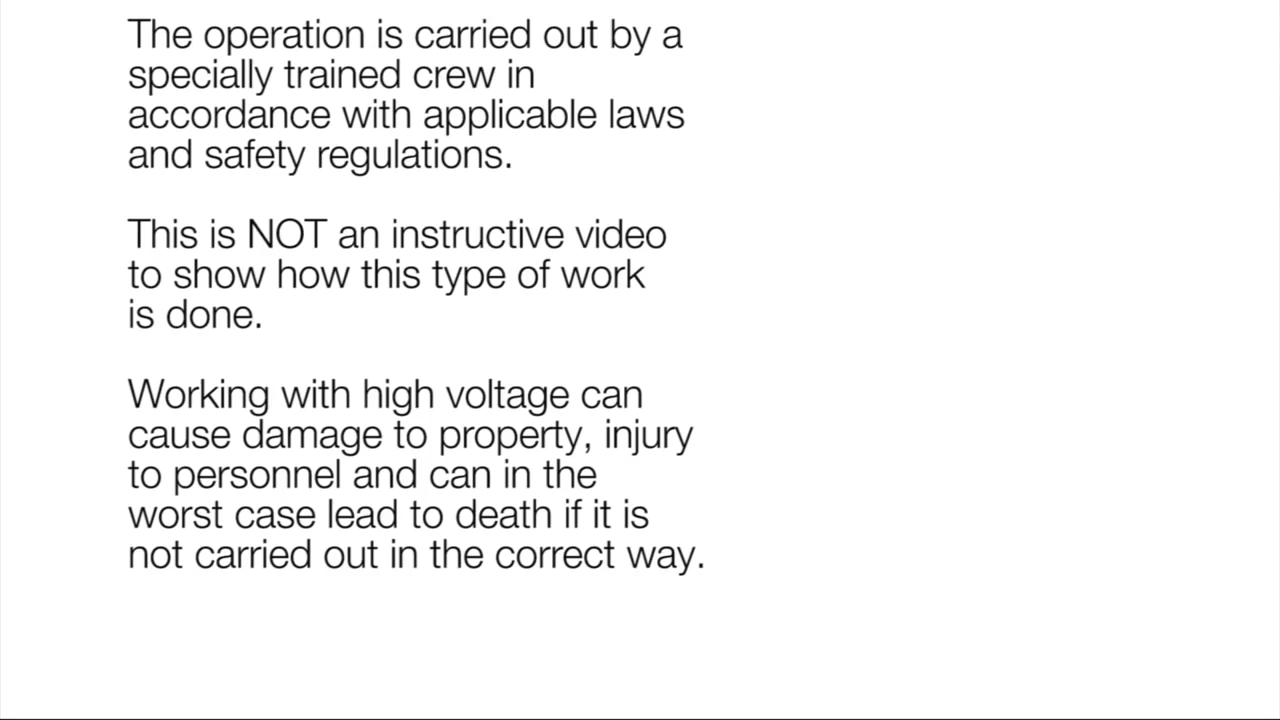 The operation is carried out by a
specially trained crew in
accordance with applicable laws
and safety regulations.
This is NOT an instructive video
to show how this type of work
is done.
Working with high voltage can
cause damage to property, injury
to personnel and can in the
worst case lead to death if it is
not carried out in the correct way.